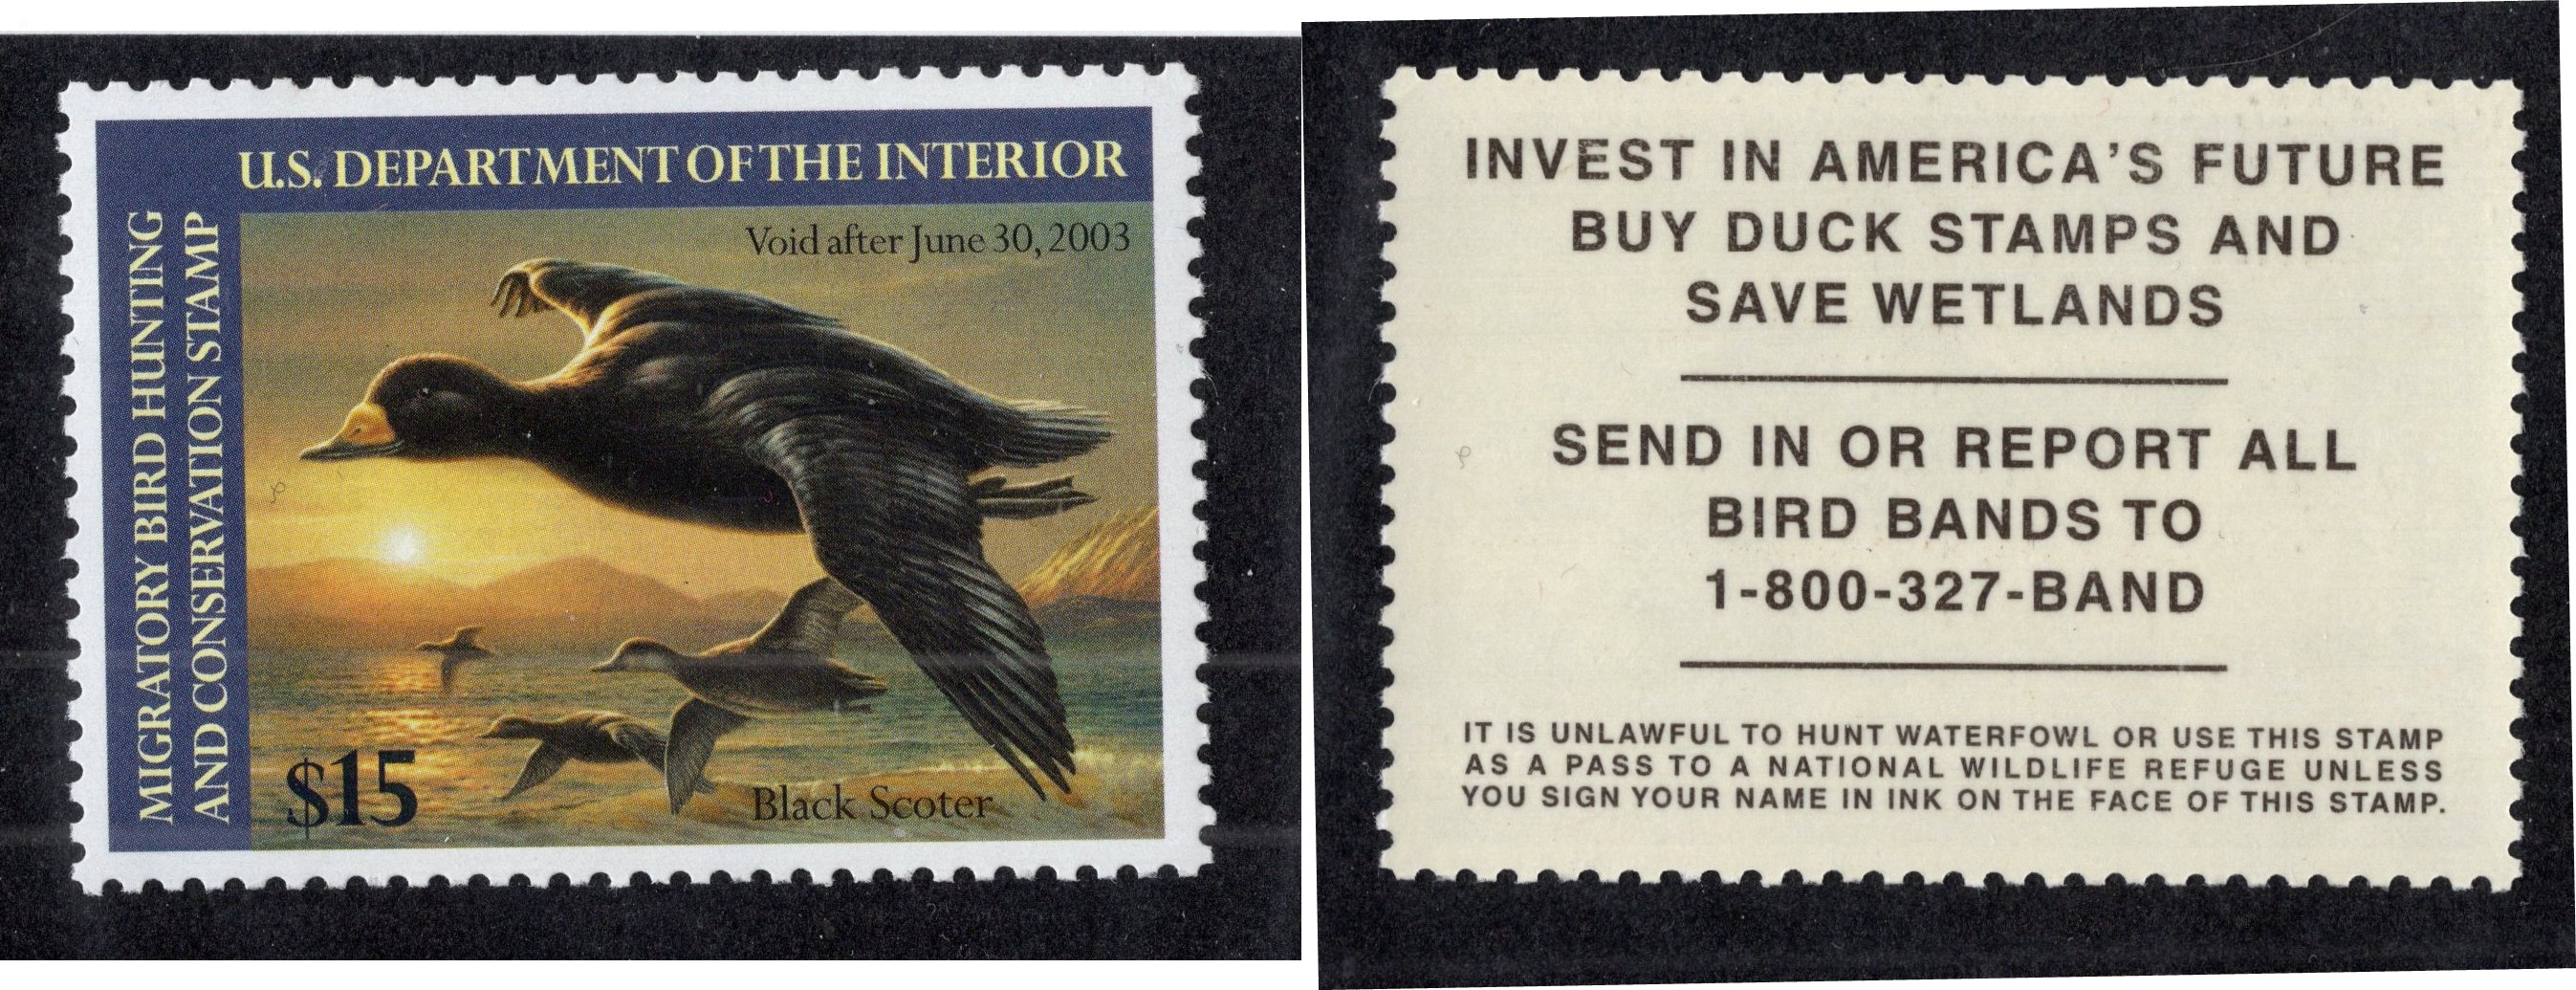 U.S. DEPARTMENT OF THE INTERIOR
MIGRATORY BIRD HUNTING
AND CONSERVATION STAMP
Void after June 30, 2003
$15
Black Scoter
INVEST IN AMERICA'S FUTURE
BUY DUCK STAMPS AND
SAVE WETLANDS
SEND IN OR REPORT ALL
BIRD BANDS TO
1-800-327-BAND
IT IS UNLAWFUL TO HUNT WATERFOWL OR USE THIS STAMP
AS A PASS TO A NATIONAL WILDLIFE REFUGE UNLESS
YOU SIGN YOUR NAME IN INK ON THE FACE OF THIS STAMP.